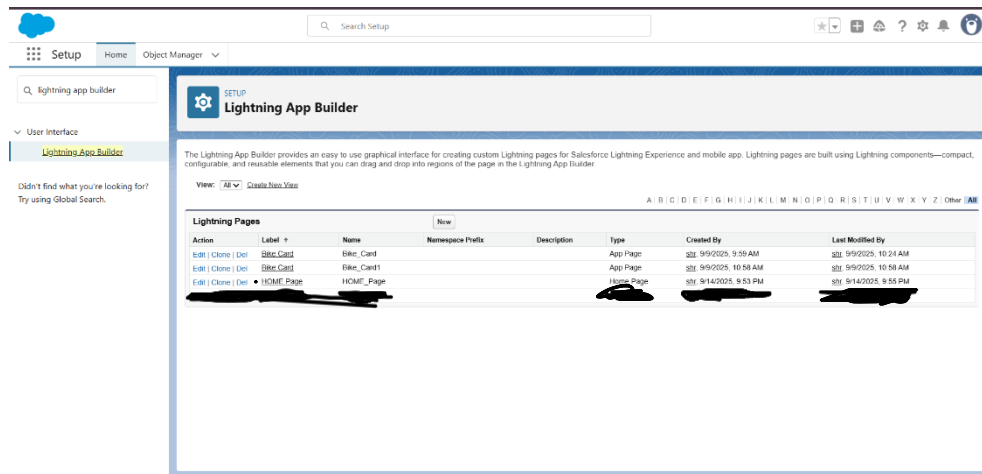 Search Setup
Setup Home Object Manager
lightning app builder
User Interface
Lightning App Builder
Didn't find what you're looking for?
Try using Global Search.
SETUP
Lightning App Builder
The Lightning App Builder provides an easy to use graphical interface for creating custom Lightning pages for Salesforce Lightning Experience and mobile app. Lightning pages are built using Lightning components—compact,
configurable, and reusable elements that you can drag and drop into regions of the page in the Lightning App Builder
View: All Create New View
A | B | C | D | E | F | G | H | I | J | K | L | M | N | O | P | Q | R | S | T | U | V | W | X | Y | Z | Other | All
Lightning Pages New
Action Label ↑ Name Namespace Prefix Description Type Created By Last Modified By
Edit | Clone | Del Bike Card Bike_Card App Page shr, 9/9/2025, 9:59 AM shr, 9/9/2025, 10:24 AM
Edit | Clone | Del Bike Card Bike_Card1 App Page shr, 9/9/2025, 10:58 AM shr, 9/9/2025, 10:58 AM
Edit | Clone | Del HOME Page HOME_Page Home Page shr, 9/14/2025, 9:53 PM shr, 9/14/2025, 9:55 PM